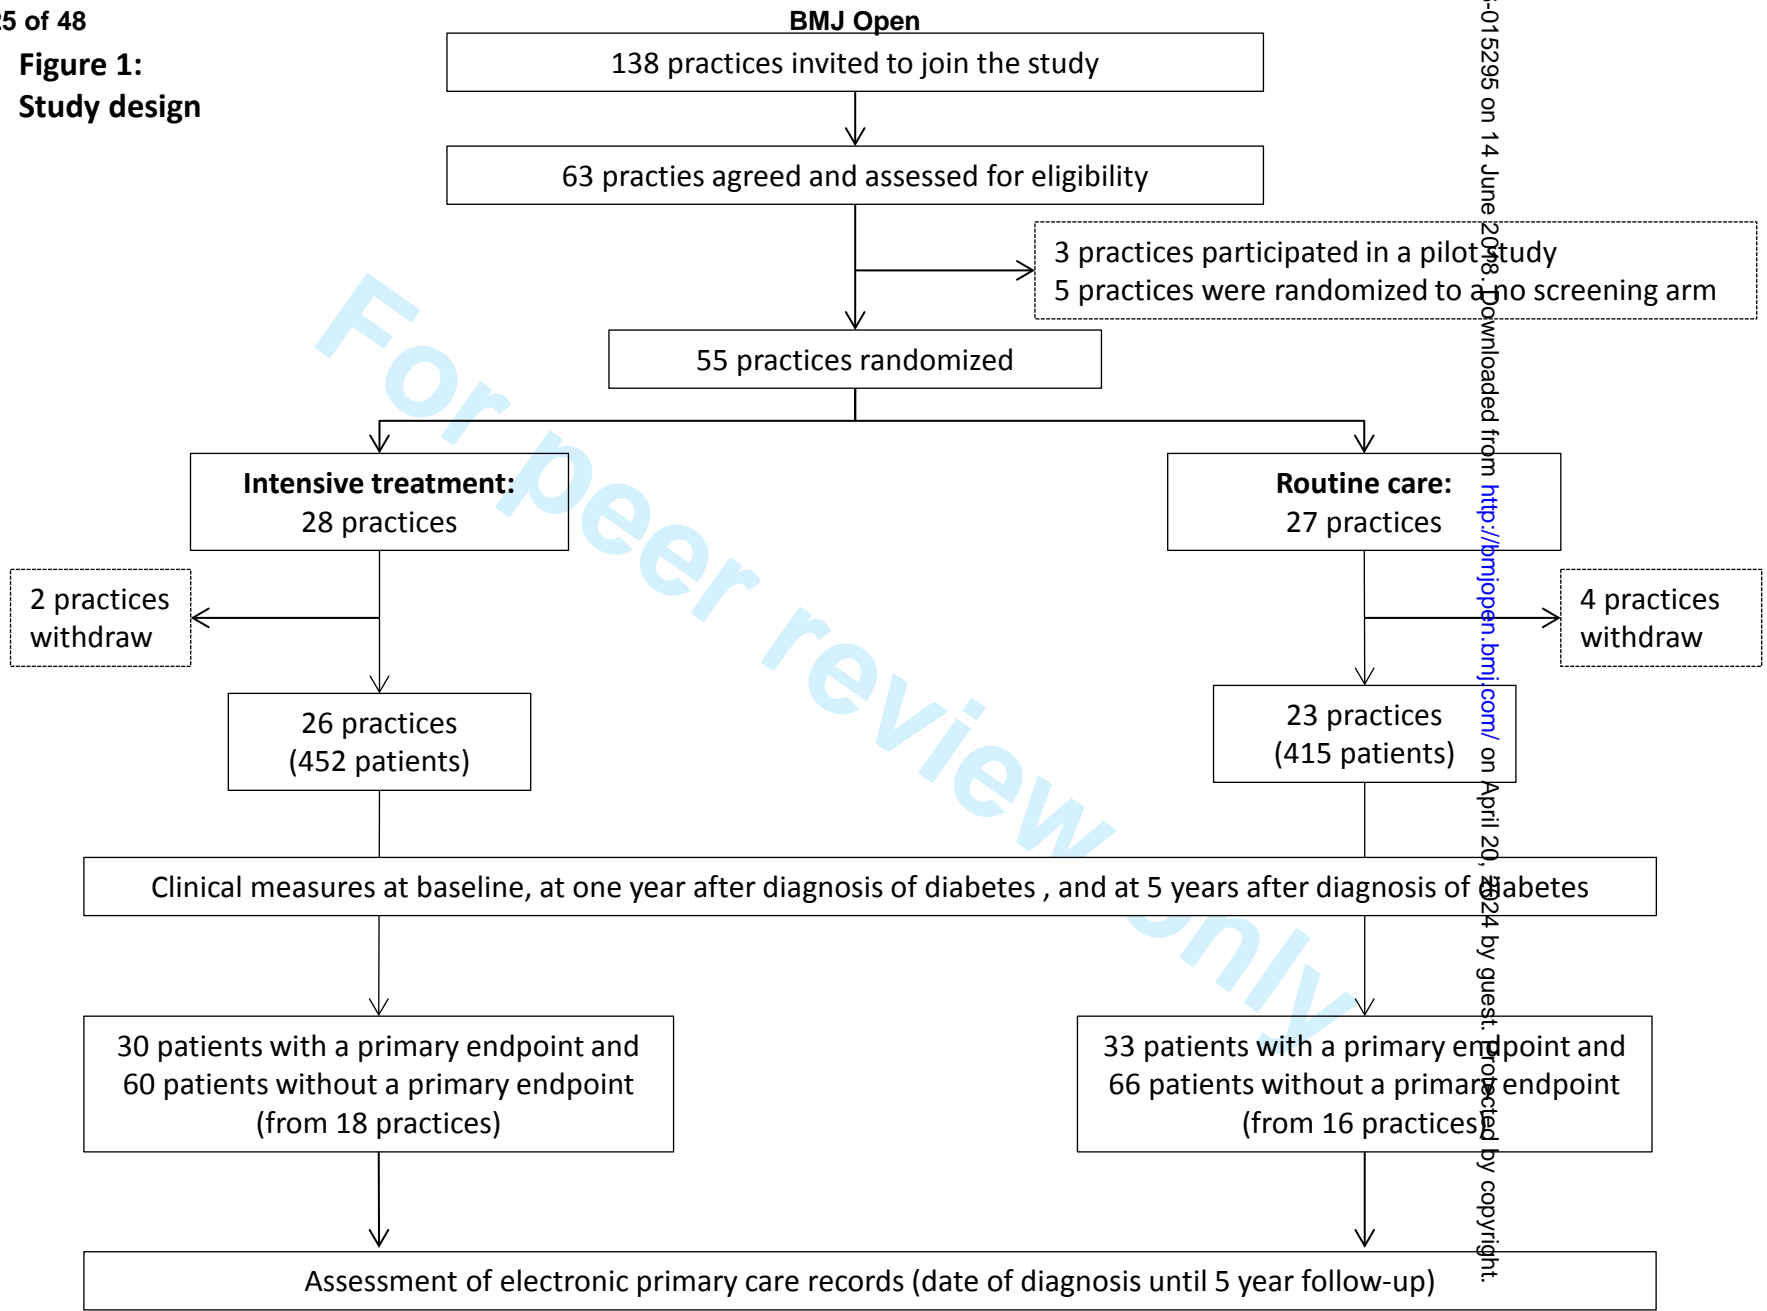 25 of 48
BMJ Open
Figure 1:
Study design
138 practices invited to join the study
63 practies agreed and assessed for eligibility
3 practices participated in a pilot study
5 practices were randomized to a no screening arm
55 practices randomized
Intensive treatment:
28 practices
Routine care:
27 practices
2 practices
withdraw
4 practices
withdraw
26 practices
(452 patients)
23 practices
(415 patients)
Clinical measures at baseline, at one year after diagnosis of diabetes , and at 5 years after diagnosis of diabetes
30 patients with a primary endpoint and
60 patients without a primary endpoint
(from 18 practices)
33 patients with a primary endpoint and
66 patients without a primary endpoint
(from 16 practices)
Assessment of electronic primary care records (date of diagnosis until 5 year follow-up)
For peer review only
6-015295 on 14 June 2018. Downloaded from http://bmjopen.bmj.com/ on April 20, 2024 by guest. Protected by copyright.